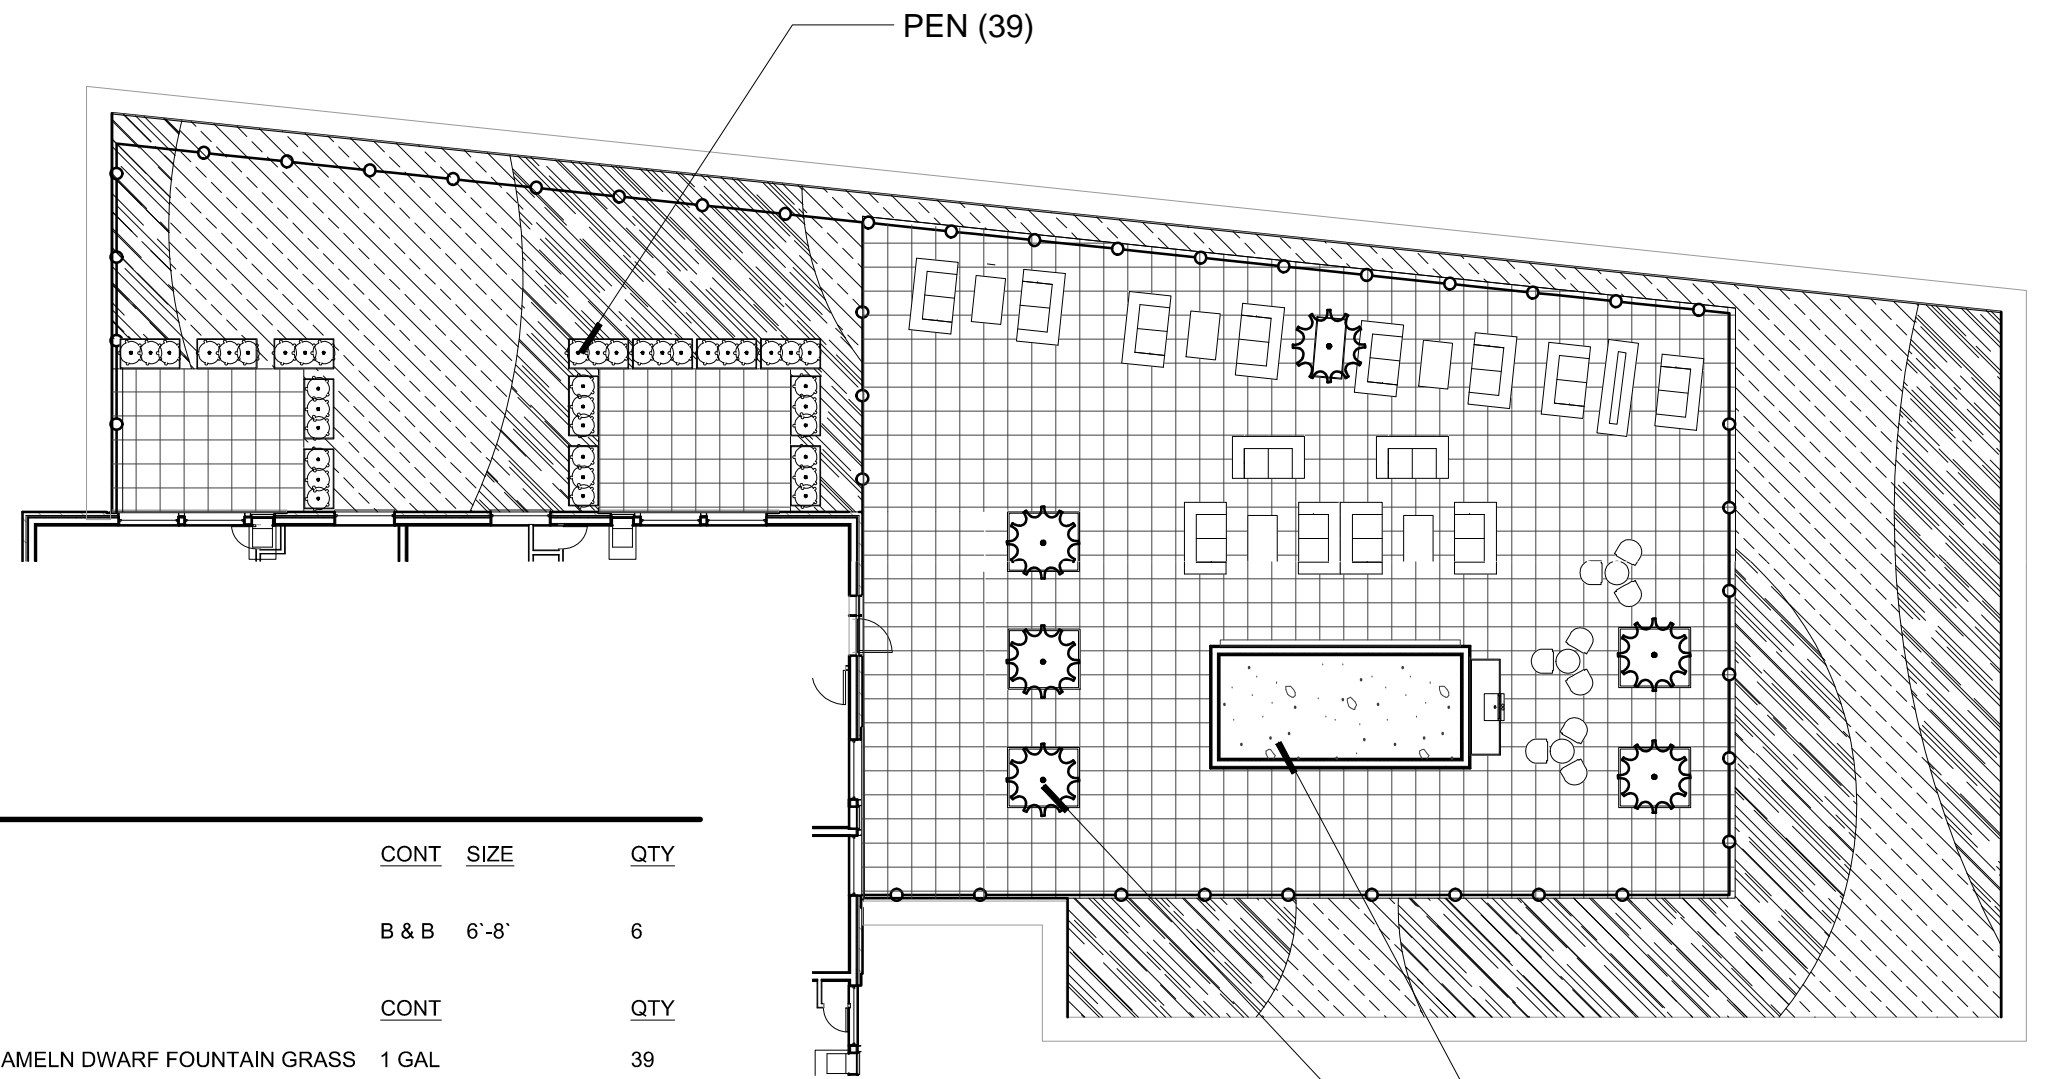 PEN (39)
CONT SIZE QTY
B & B 6`-8` 6
CONT QTY
AMELN DWARF FOUNTAIN GRASS 1 GAL 39